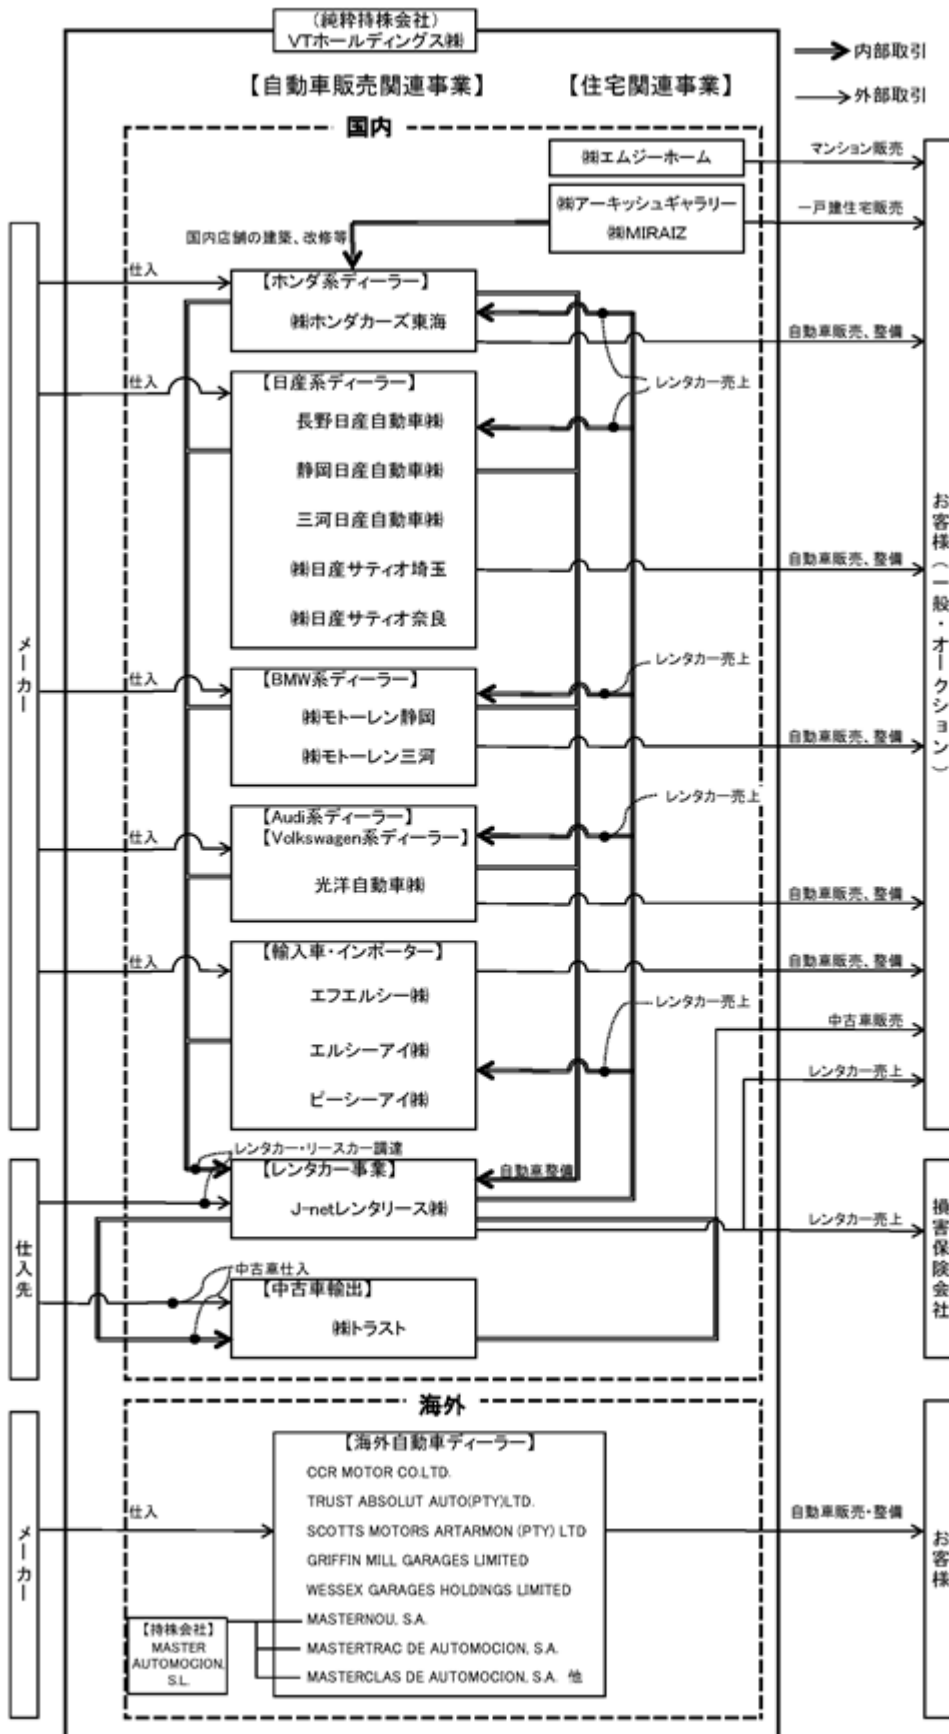 (純粋持株会社)
VTホールディングス㈱
内部取引
外部取引
【自動車販売関連事業】
【住宅関連事業】
国内
㈱エムジーホーム
マンション販売
㈱アーキッシュギャラリー
㈱MIRAIZ
一戸建住宅販売
国内店舗の建築、改修等
仕入
【ホンダ系ディーラー】
㈱ホンダカーズ東海
自動車販売、整備
仕入
【日産系ディーラー】
レンタカー売上
長野日産自動車㈱
静岡日産自動車㈱
三河日産自動車㈱
㈱日産サティオ埼玉
自動車販売、整備
㈱日産サティオ奈良
メーカー
お客様(一般・オークション)
レンタカー売上
仕入
【BMW系ディーラー】
㈱モトーレン静岡
㈱モトーレン三河
自動車販売、整備
レンタカー売上
【Audi系ディーラー】
仕入
【Volkswagen系ディーラー】
光洋自動車㈱
自動車販売、整備
仕入
【輸入車・インポーター】
自動車販売、整備
エフエルシー㈱
レンタカー売上
中古車販売
エルシーアイ㈱
レンタカー売上
ピーシーアイ㈱
レンタカー・リースカー調達
【レンタカー事業】
自動車整備
J-netレンタリース㈱
レンタカー売上
仕入先
損害保険会社
中古車仕入
【中古車輸出】
㈱トラスト
海外
【海外自動車ディーラー】
CCR MOTOR CO.LTD.
TRUST ABSOLUT AUTO(PTY)LTD.
仕入
SCOTTS MOTORS ARTARMON (PTY) LTD
自動車販売・整備
GRIFFIN MILL GARAGES LIMITED
WESSEX GARAGES HOLDINGS LIMITED
メーカー
お客様
【持株会社】
MASTER
AUTOMOCION,
S.L.
MASTERNOU, S.A.
MASTERTRAC DE AUTOMOCION, S.A.
MASTERCLAS DE AUTOMOCION, S.A. 他